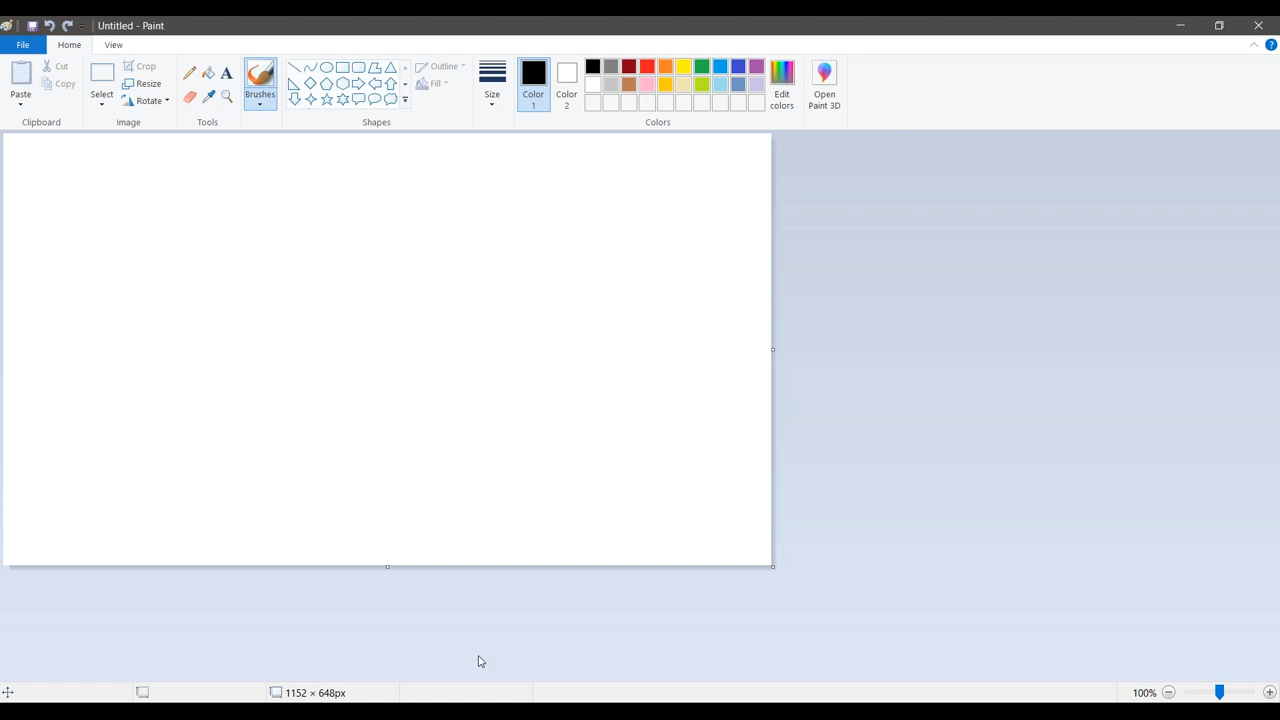 Untitled - Paint
File Home View
Paste
Cut
Copy
Clipboard
Select
Crop
Resize
Rotate
Image
A
Tools
Brushes
Shapes
Outline
Fill
Size
Color 1
Color 2
Colors
Edit colors
Open Paint 3D
1152 × 648px
100%